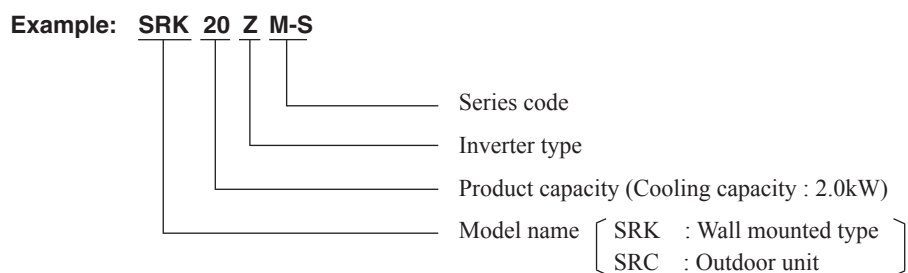 Example: SRK 20 Z M-S
Series code
Inverter type
Product capacity (Cooling capacity : 2.0kW)
Model name SRK : Wall mounted type
SRC : Outdoor unit